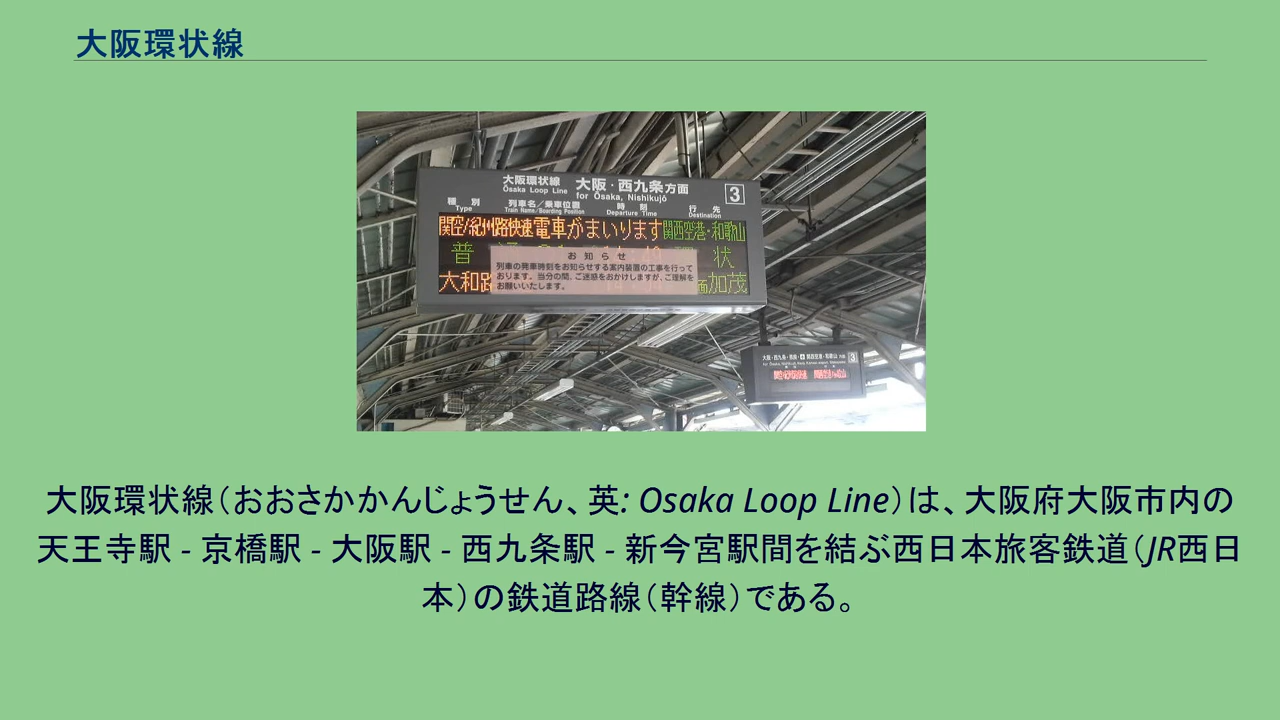 大阪環状線
大阪環状線 大阪・西九条方面 3
Ōsaka Loop Line for Ōsaka, Nishikujō
種別 列車名／乗車位置 時刻 行先
Type Train Name/Boarding Position Departure Time Destination
関空/紀州路快速電車がまいります関西空港・和歌山
普 状
お知らせ
列車の発車時刻をお知らせする案内装置の工事を行って
おります。当分の間、ご迷惑をおかけしますが、ご理解を
お願いいたします。
大和路 加茂
3
大阪環状線（おおさかかんじょうせん、英: Osaka Loop Line）は、大阪府大阪市内の
天王寺駅 - 京橋駅 - 大阪駅 - 西九条駅 - 新今宮駅間を結ぶ西日本旅客鉄道（JR西日
本）の鉄道路線（幹線）である。